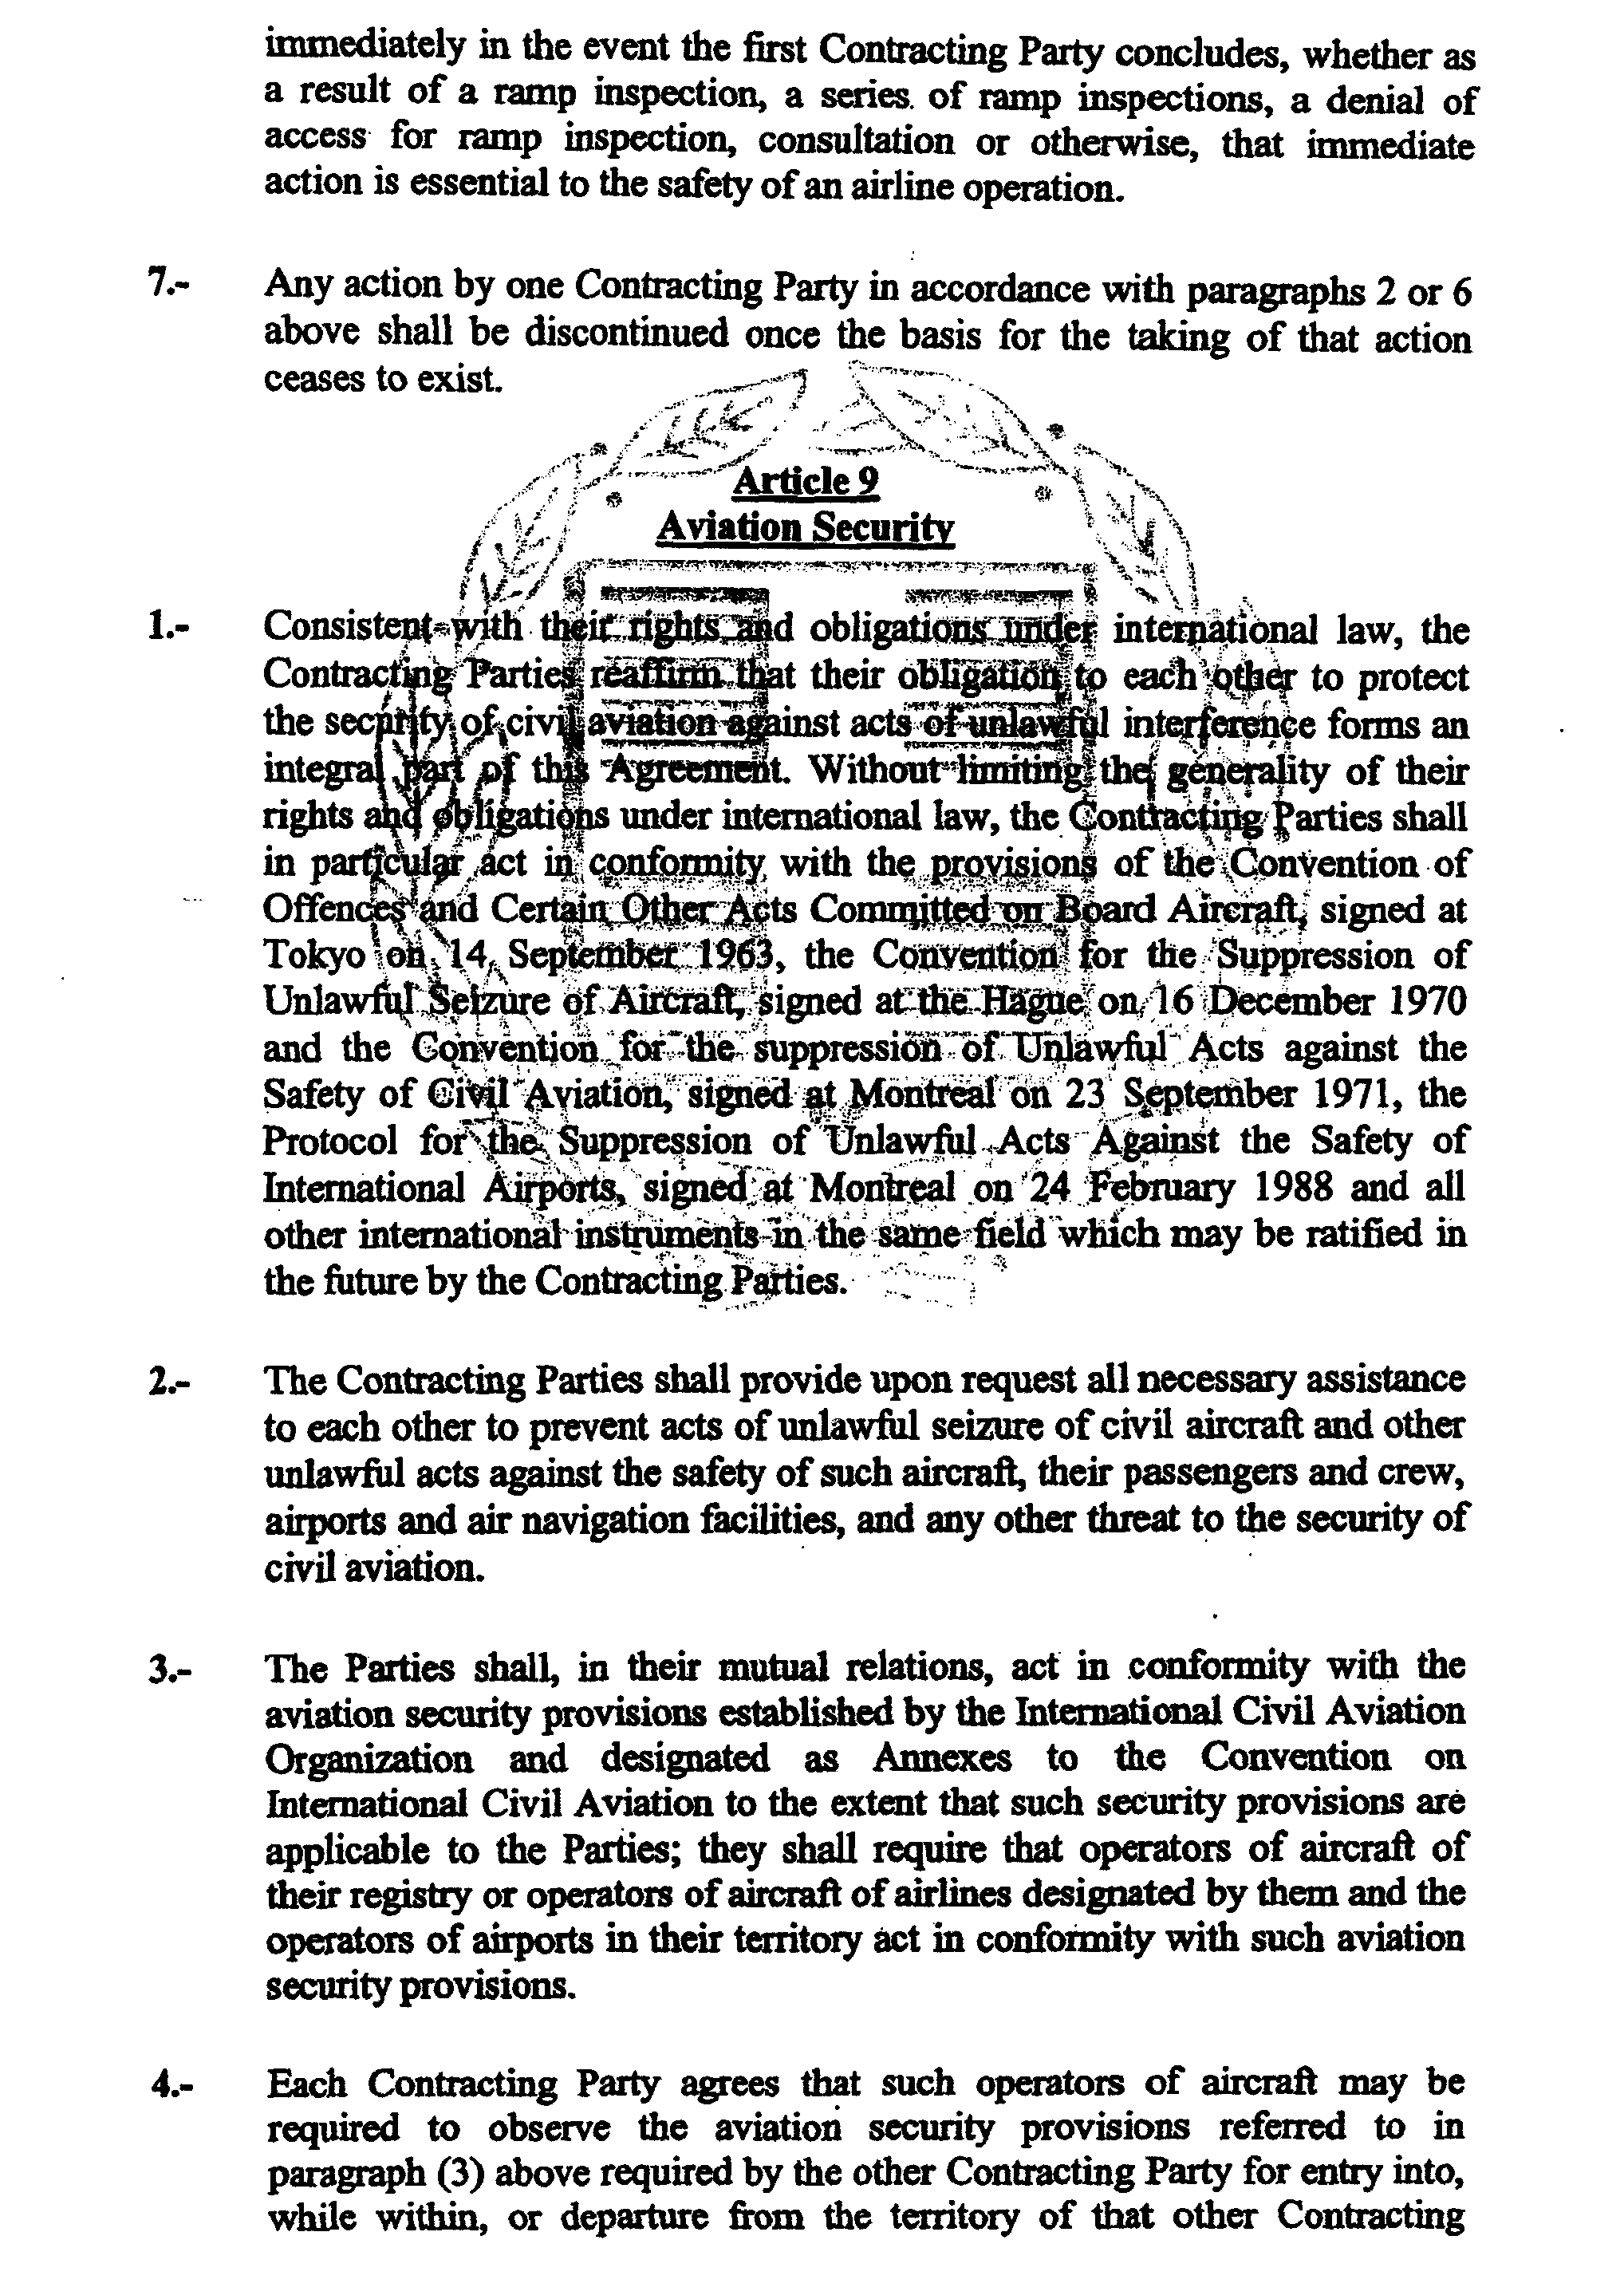 immediately in the event the first Contracting Party concludes, whether as
a result of a ramp inspection, a series. of ramp inspections, a denial of
access for ramp inspection, consultation or otherwise, that immediate
action is essential to the safety of an airline operation.
7.- Any action by one Contracting Party in accordance with paragraphs 2 or 6
above shall be discontinued once the basis for the taking of that action
ceases to exist.
Article 9
Aviation Security
1.- Consistent with their rights and obligations under international law, the
Contracting Parties reaffirm that their obligation to each other to protect
the security of civil aviation against acts of unlawful interference forms an
integral part of this Agreement. Without limiting the generality of their
rights and obligations under international law, the Contracting Parties shall
in particular act in conformity with the provisions of the Convention of
Offences and Certain Other Acts Committed on Board Aircraft, signed at
Tokyo on 14 September 1963, the Convention for the Suppression of
Unlawful Seizure of Aircraft, signed at the Hague on 16 December 1970
and the Convention for the suppression of Unlawful Acts against the
Safety of Civil Aviation, signed at Montreal on 23 September 1971, the
Protocol for the Suppression of Unlawful Acts Against the Safety of
International Airports, signed at Montreal on 24 February 1988 and all
other international instruments in the same field which may be ratified in
the future by the Contracting Parties.
2.- The Contracting Parties shall provide upon request all necessary assistance
to each other to prevent acts of unlawful seizure of civil aircraft and other
unlawful acts against the safety of such aircraft, their passengers and crew,
airports and air navigation facilities, and any other threat to the security of
civil aviation.
3.- The Parties shall, in their mutual relations, act in conformity with the
aviation security provisions established by the International Civil Aviation
Organization and designated as Annexes to the Convention on
International Civil Aviation to the extent that such security provisions are
applicable to the Parties; they shall require that operators of aircraft of
their registry or operators of aircraft of airlines designated by them and the
operators of airports in their territory act in conformity with such aviation
security provisions.
4.- Each Contracting Party agrees that such operators of aircraft may be
required to observe the aviation security provisions referred to in
paragraph (3) above required by the other Contracting Party for entry into,
while within, or departure from the territory of that other Contracting